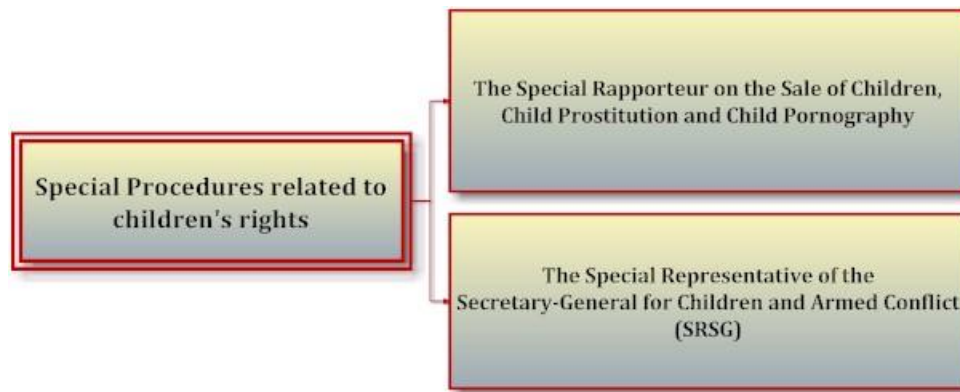 Special Procedures related to
children's rights
The Special Rapporteur on the Sale of Children,
Child Prostitution and Child Pornography
The Special Representative of the
Secretary-General for Children and Armed Conflict
(SRSG)